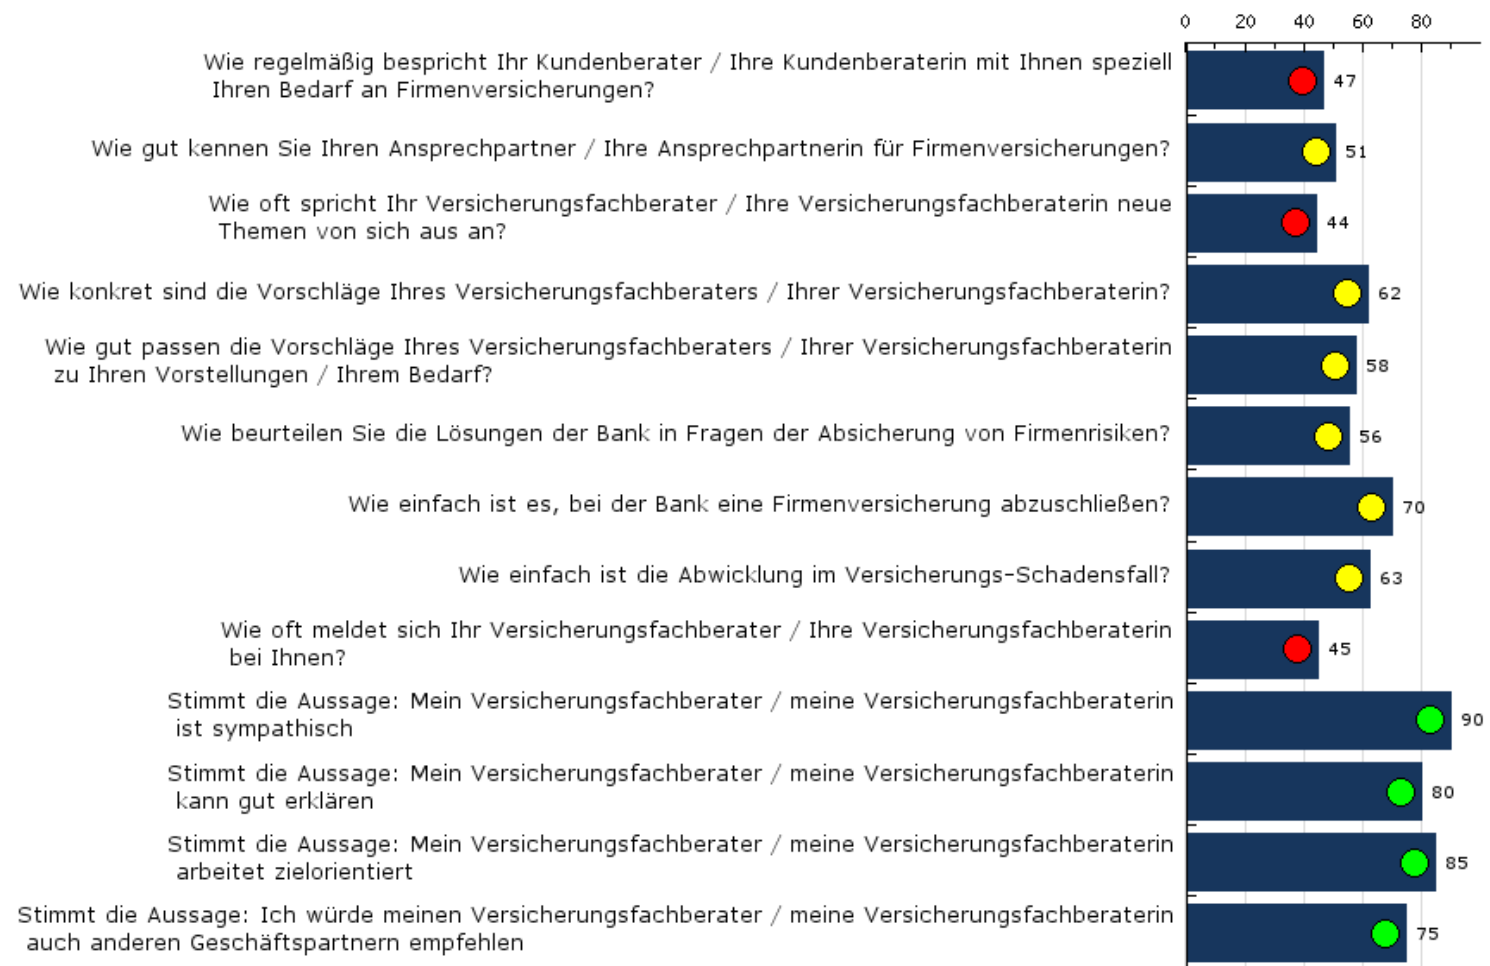 0 20 40 60 80
Wie regelmäßig bespricht Ihr Kundenberater / Ihre Kundenberaterin mit Ihnen speziell
Ihren Bedarf an Firmenversicherungen?
47
Wie gut kennen Sie Ihren Ansprechpartner / Ihre Ansprechpartnerin für Firmenversicherungen?
51
Wie oft spricht Ihr Versicherungsfachberater / Ihre Versicherungsfachberaterin neue
Themen von sich aus an?
44
Wie konkret sind die Vorschläge Ihres Versicherungsfachberaters / Ihrer Versicherungsfachberaterin?
62
Wie gut passen die Vorschläge Ihres Versicherungsfachberaters / Ihrer Versicherungsfachberaterin
zu Ihren Vorstellungen / Ihrem Bedarf?
58
Wie beurteilen Sie die Lösungen der Bank in Fragen der Absicherung von Firmenrisiken?
56
Wie einfach ist es, bei der Bank eine Firmenversicherung abzuschließen?
70
Wie einfach ist die Abwicklung im Versicherungs-Schadensfall?
63
Wie oft meldet sich Ihr Versicherungsfachberater / Ihre Versicherungsfachberaterin
bei Ihnen?
45
Stimmt die Aussage: Mein Versicherungsfachberater / meine Versicherungsfachberaterin
ist sympathisch
90
Stimmt die Aussage: Mein Versicherungsfachberater / meine Versicherungsfachberaterin
kann gut erklären
80
Stimmt die Aussage: Mein Versicherungsfachberater / meine Versicherungsfachberaterin
arbeitet zielorientiert
85
Stimmt die Aussage: Ich würde meinen Versicherungsfachberater / meine Versicherungsfachberaterin
auch anderen Geschäftspartnern empfehlen
75